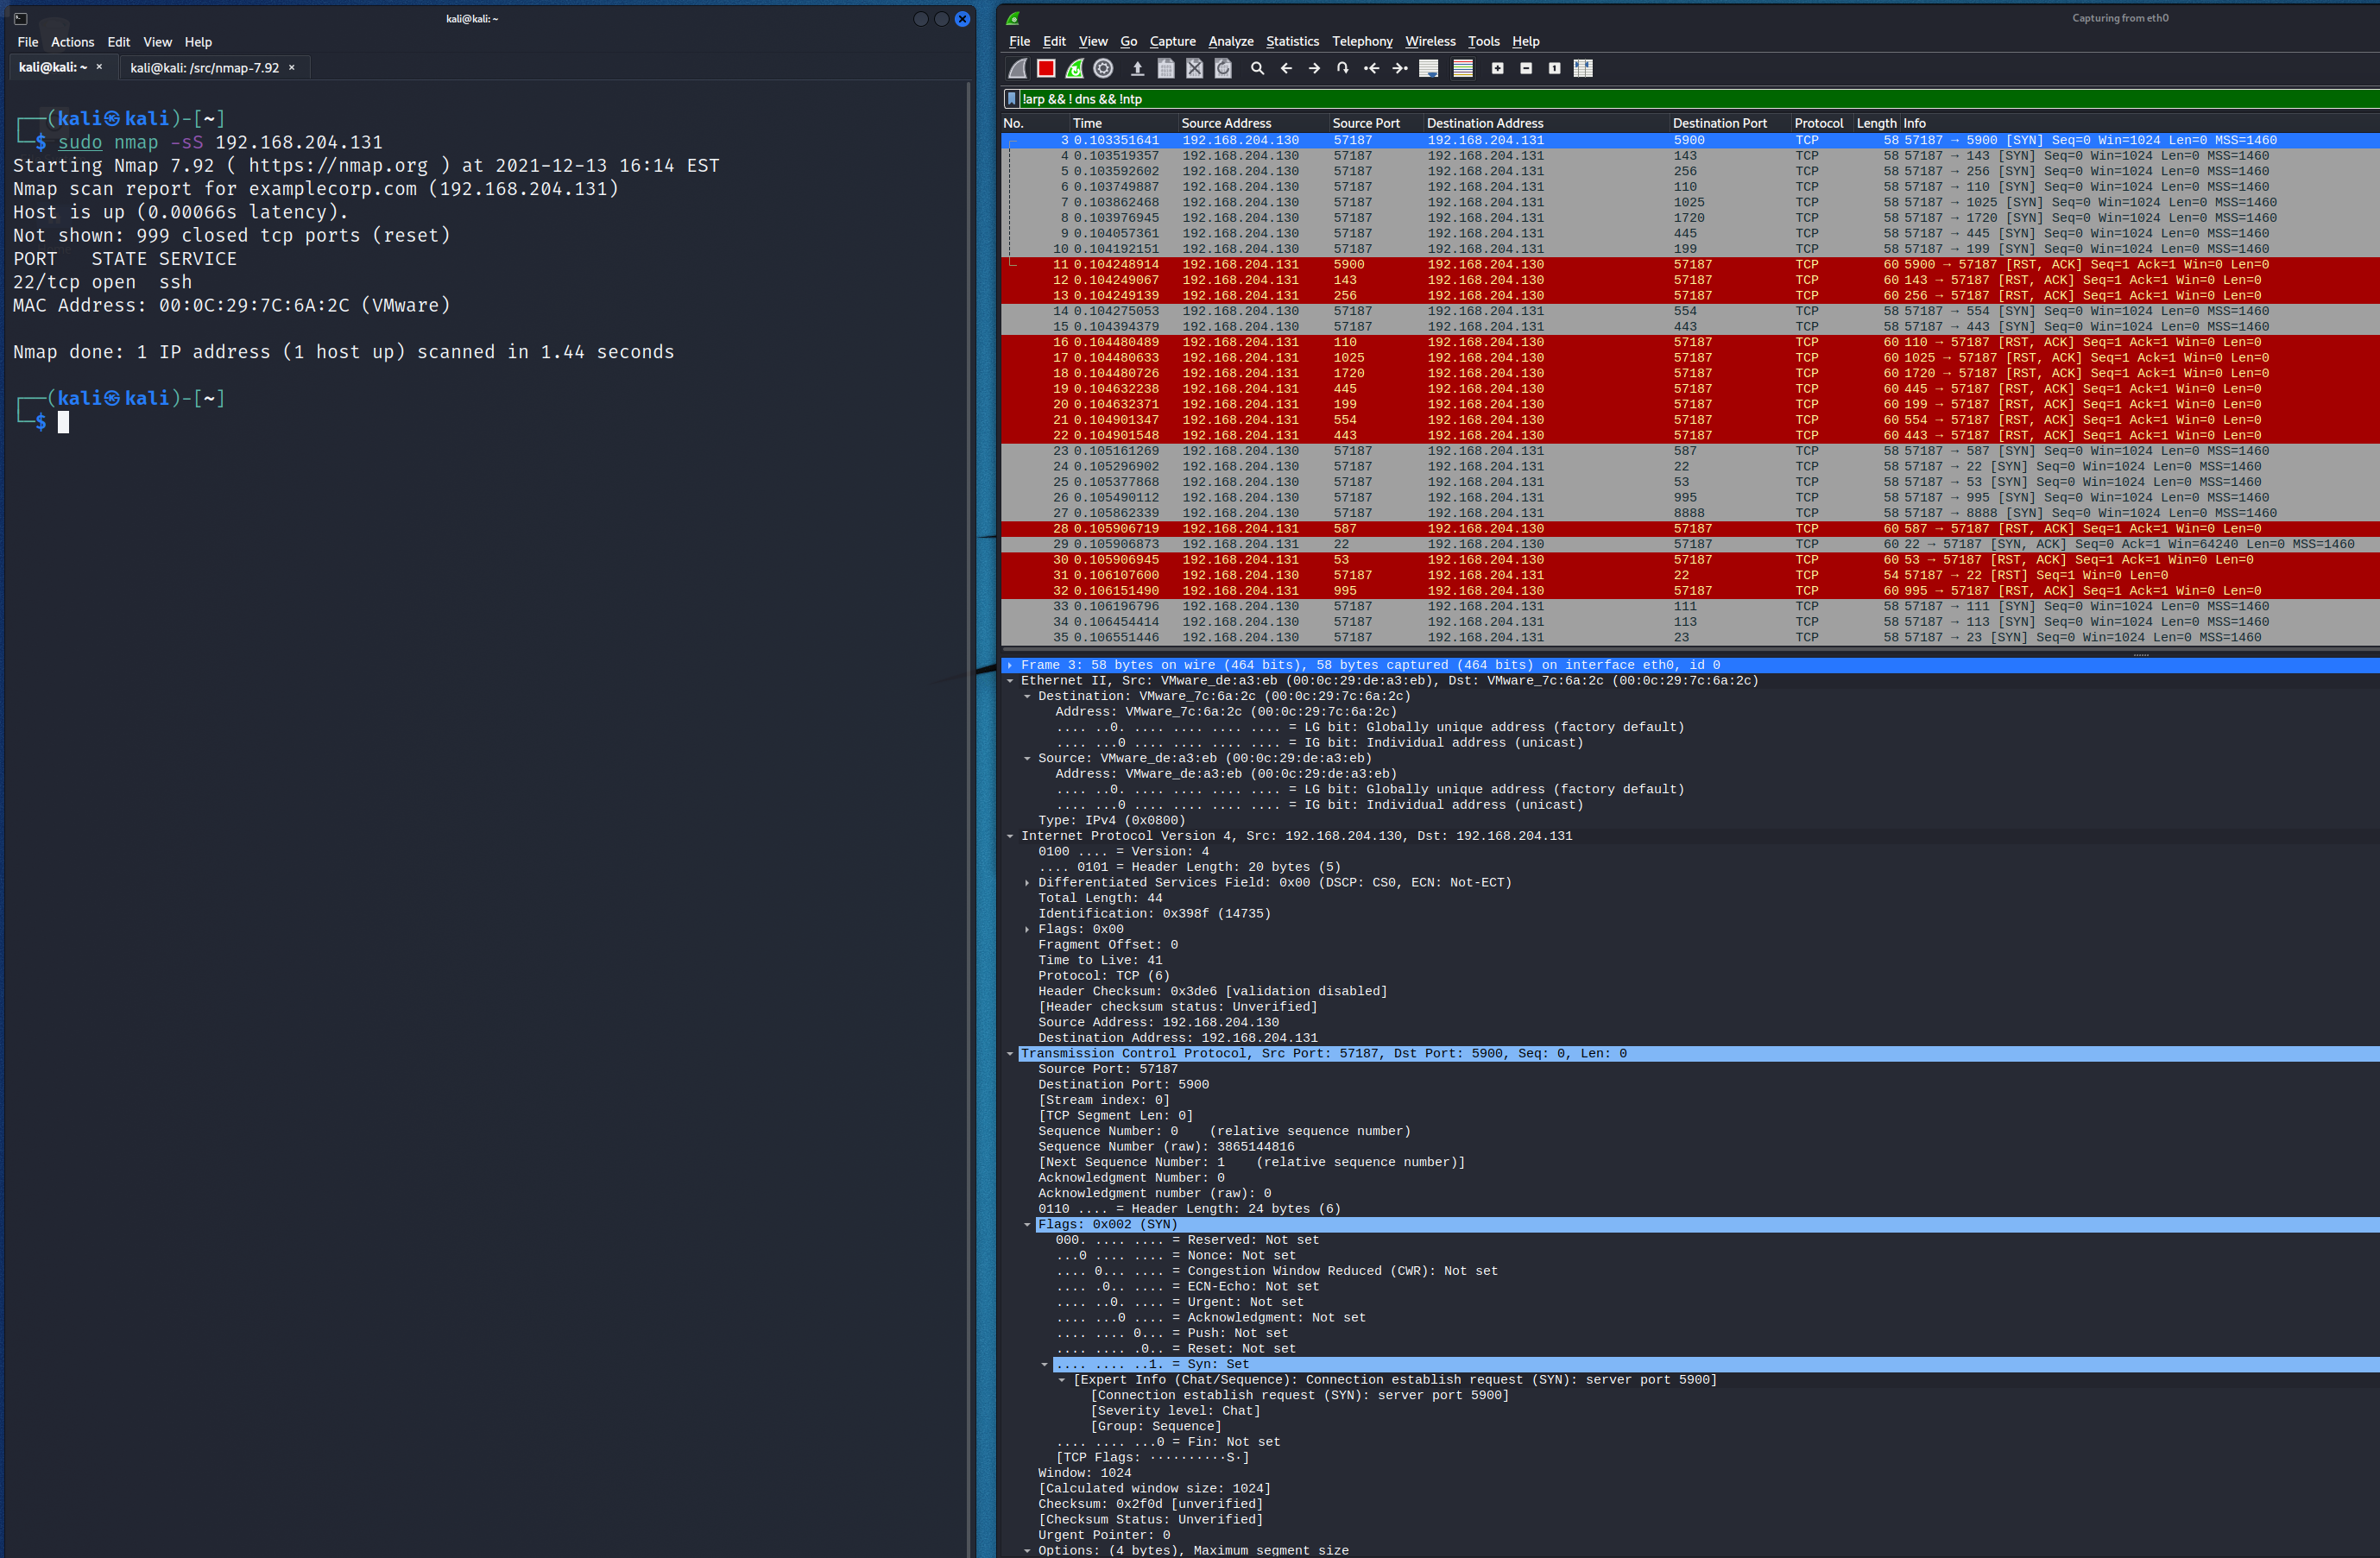 kali@kali: ~
File Actions Edit View Help
kali@kali: ~ × kali@kali: /src/nmap-7.92 ×
┌──(kali㉿kali)-[~]
└─$ sudo nmap -sS 192.168.204.131
Starting Nmap 7.92 ( https://nmap.org ) at 2021-12-13 16:14 EST
Nmap scan report for examplecorp.com (192.168.204.131)
Host is up (0.00066s latency).
Not shown: 999 closed tcp ports (reset)
PORT   STATE SERVICE
22/tcp open  ssh
MAC Address: 00:0C:29:7C:6A:2C (VMware)
Nmap done: 1 IP address (1 host up) scanned in 1.44 seconds
┌──(kali㉿kali)-[~]
└─$
Capturing from eth0
File Edit View Go Capture Analyze Statistics Telephony Wireless Tools Help
!arp && ! dns && !ntp
No. Time Source Address Source Port Destination Address Destination Port Protocol Length Info
3 0.103351641 192.168.204.130 57187 192.168.204.131 5900 TCP 58 57187 → 5900 [SYN] Seq=0 Win=1024 Len=0 MSS=1460
4 0.103519357 192.168.204.130 57187 192.168.204.131 143 TCP 58 57187 → 143 [SYN] Seq=0 Win=1024 Len=0 MSS=1460
5 0.103592602 192.168.204.130 57187 192.168.204.131 256 TCP 58 57187 → 256 [SYN] Seq=0 Win=1024 Len=0 MSS=1460
6 0.103749887 192.168.204.130 57187 192.168.204.131 110 TCP 58 57187 → 110 [SYN] Seq=0 Win=1024 Len=0 MSS=1460
7 0.103862468 192.168.204.130 57187 192.168.204.131 1025 TCP 58 57187 → 1025 [SYN] Seq=0 Win=1024 Len=0 MSS=1460
8 0.103976945 192.168.204.130 57187 192.168.204.131 1720 TCP 58 57187 → 1720 [SYN] Seq=0 Win=1024 Len=0 MSS=1460
9 0.104057361 192.168.204.130 57187 192.168.204.131 445 TCP 58 57187 → 445 [SYN] Seq=0 Win=1024 Len=0 MSS=1460
10 0.104192151 192.168.204.130 57187 192.168.204.131 199 TCP 58 57187 → 199 [SYN] Seq=0 Win=1024 Len=0 MSS=1460
11 0.104248914 192.168.204.131 5900 192.168.204.130 57187 TCP 60 5900 → 57187 [RST, ACK] Seq=1 Ack=1 Win=0 Len=0
12 0.104249067 192.168.204.131 143 192.168.204.130 57187 TCP 60 143 → 57187 [RST, ACK] Seq=1 Ack=1 Win=0 Len=0
13 0.104249139 192.168.204.131 256 192.168.204.130 57187 TCP 60 256 → 57187 [RST, ACK] Seq=1 Ack=1 Win=0 Len=0
14 0.104275053 192.168.204.130 57187 192.168.204.131 554 TCP 58 57187 → 554 [SYN] Seq=0 Win=1024 Len=0 MSS=1460
15 0.104394379 192.168.204.130 57187 192.168.204.131 443 TCP 58 57187 → 443 [SYN] Seq=0 Win=1024 Len=0 MSS=1460
16 0.104480489 192.168.204.131 110 192.168.204.130 57187 TCP 60 110 → 57187 [RST, ACK] Seq=1 Ack=1 Win=0 Len=0
17 0.104480633 192.168.204.131 1025 192.168.204.130 57187 TCP 60 1025 → 57187 [RST, ACK] Seq=1 Ack=1 Win=0 Len=0
18 0.104480726 192.168.204.131 1720 192.168.204.130 57187 TCP 60 1720 → 57187 [RST, ACK] Seq=1 Ack=1 Win=0 Len=0
19 0.104632238 192.168.204.131 445 192.168.204.130 57187 TCP 60 445 → 57187 [RST, ACK] Seq=1 Ack=1 Win=0 Len=0
20 0.104632371 192.168.204.131 199 192.168.204.130 57187 TCP 60 199 → 57187 [RST, ACK] Seq=1 Ack=1 Win=0 Len=0
21 0.104901347 192.168.204.131 554 192.168.204.130 57187 TCP 60 554 → 57187 [RST, ACK] Seq=1 Ack=1 Win=0 Len=0
22 0.104901548 192.168.204.131 443 192.168.204.130 57187 TCP 60 443 → 57187 [RST, ACK] Seq=1 Ack=1 Win=0 Len=0
23 0.105161269 192.168.204.130 57187 192.168.204.131 587 TCP 58 57187 → 587 [SYN] Seq=0 Win=1024 Len=0 MSS=1460
24 0.105296902 192.168.204.130 57187 192.168.204.131 22 TCP 58 57187 → 22 [SYN] Seq=0 Win=1024 Len=0 MSS=1460
25 0.105377868 192.168.204.130 57187 192.168.204.131 53 TCP 58 57187 → 53 [SYN] Seq=0 Win=1024 Len=0 MSS=1460
26 0.105490112 192.168.204.130 57187 192.168.204.131 995 TCP 58 57187 → 995 [SYN] Seq=0 Win=1024 Len=0 MSS=1460
27 0.105862339 192.168.204.130 57187 192.168.204.131 8888 TCP 58 57187 → 8888 [SYN] Seq=0 Win=1024 Len=0 MSS=1460
28 0.105906719 192.168.204.131 587 192.168.204.130 57187 TCP 60 587 → 57187 [RST, ACK] Seq=1 Ack=1 Win=0 Len=0
29 0.105906873 192.168.204.131 22 192.168.204.130 57187 TCP 60 22 → 57187 [SYN, ACK] Seq=0 Ack=1 Win=64240 Len=0 MSS=1460
30 0.105906945 192.168.204.131 53 192.168.204.130 57187 TCP 60 53 → 57187 [RST, ACK] Seq=1 Ack=1 Win=0 Len=0
31 0.106107600 192.168.204.130 57187 192.168.204.131 22 TCP 54 57187 → 22 [RST] Seq=1 Win=0 Len=0
32 0.106151490 192.168.204.131 995 192.168.204.130 57187 TCP 60 995 → 57187 [RST, ACK] Seq=1 Ack=1 Win=0 Len=0
33 0.106196796 192.168.204.130 57187 192.168.204.131 111 TCP 58 57187 → 111 [SYN] Seq=0 Win=1024 Len=0 MSS=1460
34 0.106454414 192.168.204.130 57187 192.168.204.131 113 TCP 58 57187 → 113 [SYN] Seq=0 Win=1024 Len=0 MSS=1460
35 0.106551446 192.168.204.130 57187 192.168.204.131 23 TCP 58 57187 → 23 [SYN] Seq=0 Win=1024 Len=0 MSS=1460
Frame 3: 58 bytes on wire (464 bits), 58 bytes captured (464 bits) on interface eth0, id 0
Ethernet II, Src: VMware_de:a3:eb (00:0c:29:de:a3:eb), Dst: VMware_7c:6a:2c (00:0c:29:7c:6a:2c)
Destination: VMware_7c:6a:2c (00:0c:29:7c:6a:2c)
Address: VMware_7c:6a:2c (00:0c:29:7c:6a:2c)
.... ..0. .... .... .... .... = LG bit: Globally unique address (factory default)
.... ...0 .... .... .... .... = IG bit: Individual address (unicast)
Source: VMware_de:a3:eb (00:0c:29:de:a3:eb)
Address: VMware_de:a3:eb (00:0c:29:de:a3:eb)
.... ..0. .... .... .... .... = LG bit: Globally unique address (factory default)
.... ...0 .... .... .... .... = IG bit: Individual address (unicast)
Type: IPv4 (0x0800)
Internet Protocol Version 4, Src: 192.168.204.130, Dst: 192.168.204.131
0100 .... = Version: 4
.... 0101 = Header Length: 20 bytes (5)
Differentiated Services Field: 0x00 (DSCP: CS0, ECN: Not-ECT)
Total Length: 44
Identification: 0x398f (14735)
Flags: 0x00
Fragment Offset: 0
Time to Live: 41
Protocol: TCP (6)
Header Checksum: 0x3de6 [validation disabled]
[Header checksum status: Unverified]
Source Address: 192.168.204.130
Destination Address: 192.168.204.131
Transmission Control Protocol, Src Port: 57187, Dst Port: 5900, Seq: 0, Len: 0
Source Port: 57187
Destination Port: 5900
[Stream index: 0]
[TCP Segment Len: 0]
Sequence Number: 0    (relative sequence number)
Sequence Number (raw): 3865144816
[Next Sequence Number: 1    (relative sequence number)]
Acknowledgment Number: 0
Acknowledgment number (raw): 0
0110 .... = Header Length: 24 bytes (6)
Flags: 0x002 (SYN)
000. .... .... = Reserved: Not set
...0 .... .... = Nonce: Not set
.... 0... .... = Congestion Window Reduced (CWR): Not set
.... .0.. .... = ECN-Echo: Not set
.... ..0. .... = Urgent: Not set
.... ...0 .... = Acknowledgment: Not set
.... .... 0... = Push: Not set
.... .... .0.. = Reset: Not set
.... .... ..1. = Syn: Set
[Expert Info (Chat/Sequence): Connection establish request (SYN): server port 5900]
[Connection establish request (SYN): server port 5900]
[Severity level: Chat]
[Group: Sequence]
.... .... ...0 = Fin: Not set
[TCP Flags: ··········S·]
Window: 1024
[Calculated window size: 1024]
Checksum: 0x2f0d [unverified]
[Checksum Status: Unverified]
Urgent Pointer: 0
Options: (4 bytes), Maximum segment size